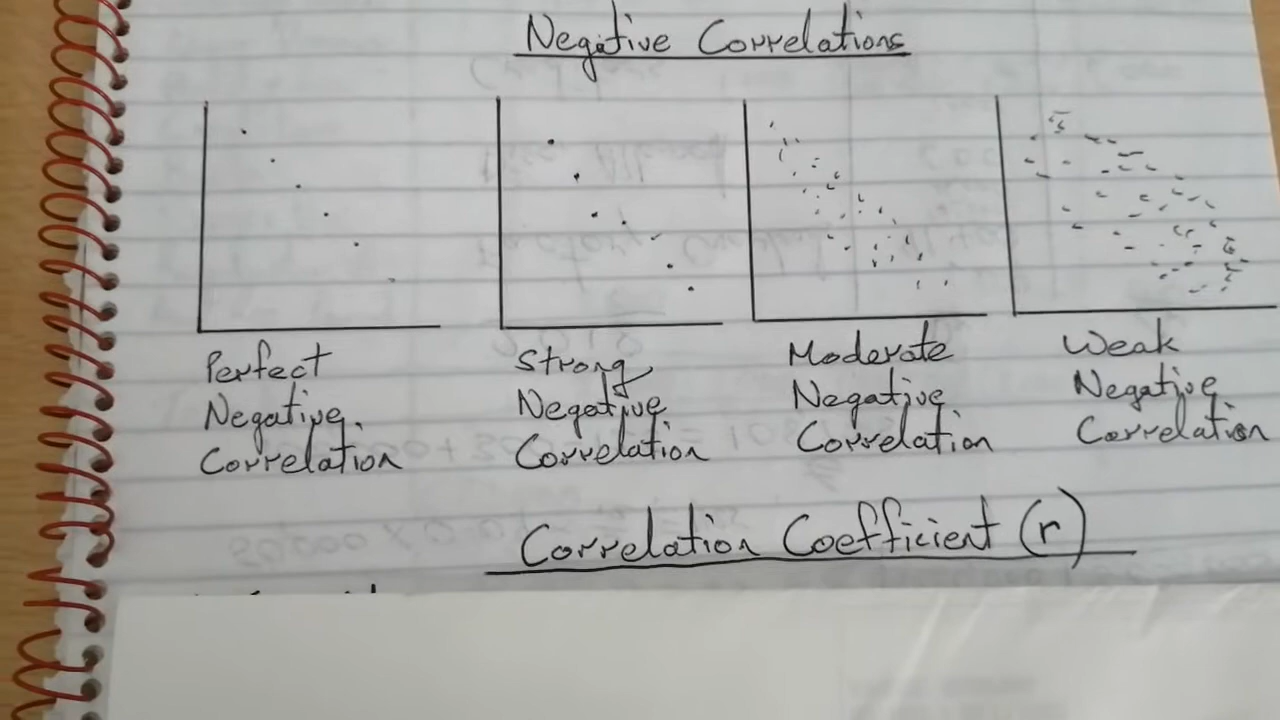 Negative Correlations
Perfect
Negative
Correlation
Strong
Negative
Correlation
Moderate
Negative
Correlation
Weak
Negative
Correlation
Correlation Coefficient (r)